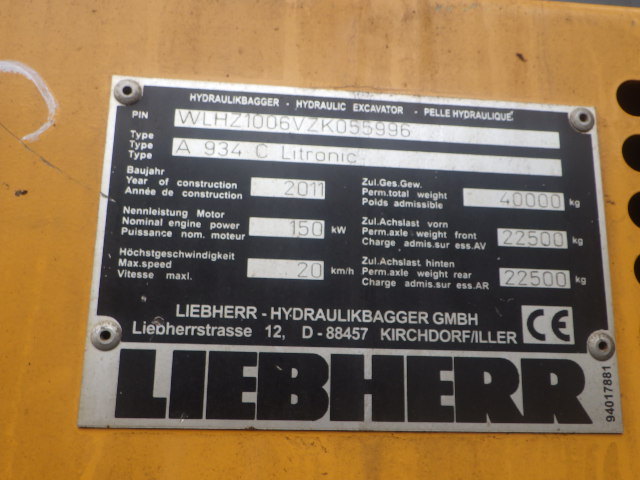 HYDRAULIKBAGGER - HYDRAULIC EXCAVATOR - PELLE HYDRAULIQUE
PIN WLHZ1006VZK055996
Type
Type A 934 C Litronic
Type
Baujahr
Year of construction 2011
Année de construction
Nennleistung Motor
Nominal engine power 150 kW
Puissance nom. moteur
Höchstgeschwindigkeit
Max.speed 20 km/h
Vitesse maxl.
Zul.Ges.Gew.
Perm.total weight 40000 kg
Poids admissible
Zul.Achslast vorn
Perm.axle weight front 22500 kg
Charge admis.sur ess.AV
Zul.Achslast hinten
Perm.axle weight rear 22500 kg
Charge admis.sur ess.AR
LIEBHERR - HYDRAULIKBAGGER GMBH
Liebherrstrasse 12, D - 88457 KIRCHDORF/ILLER
CE
LIEBHERR
94017881